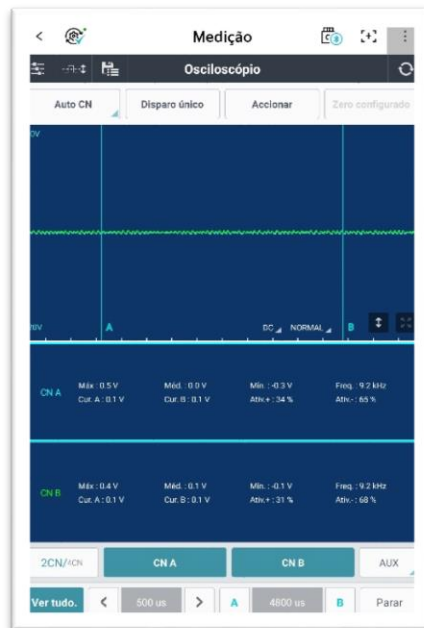 Medição
Osciloscópio
Auto CN Disparo único Accionar Zero configurado
A DC NORMAL B
CN A Máx : 0.5 V Méd. : 0.0 V Mín. : -0.3 V Freq. : 9.2 kHz
Cur. A : 0.1 V Cur. B : 0.1 V Ativ.+ : 34 % Ativ.- : 65 %
CN B Máx : 0.4 V Méd. : 0.1 V Mín. : -0.1 V Freq. : 9.2 kHz
Cur. A : 0.1 V Cur. B : 0.1 V Ativ.+ : 31 % Ativ.- : 68 %
2CN/4CN CN A CN B AUX
Ver tudo. < 500 us > A 4800 us B Parar